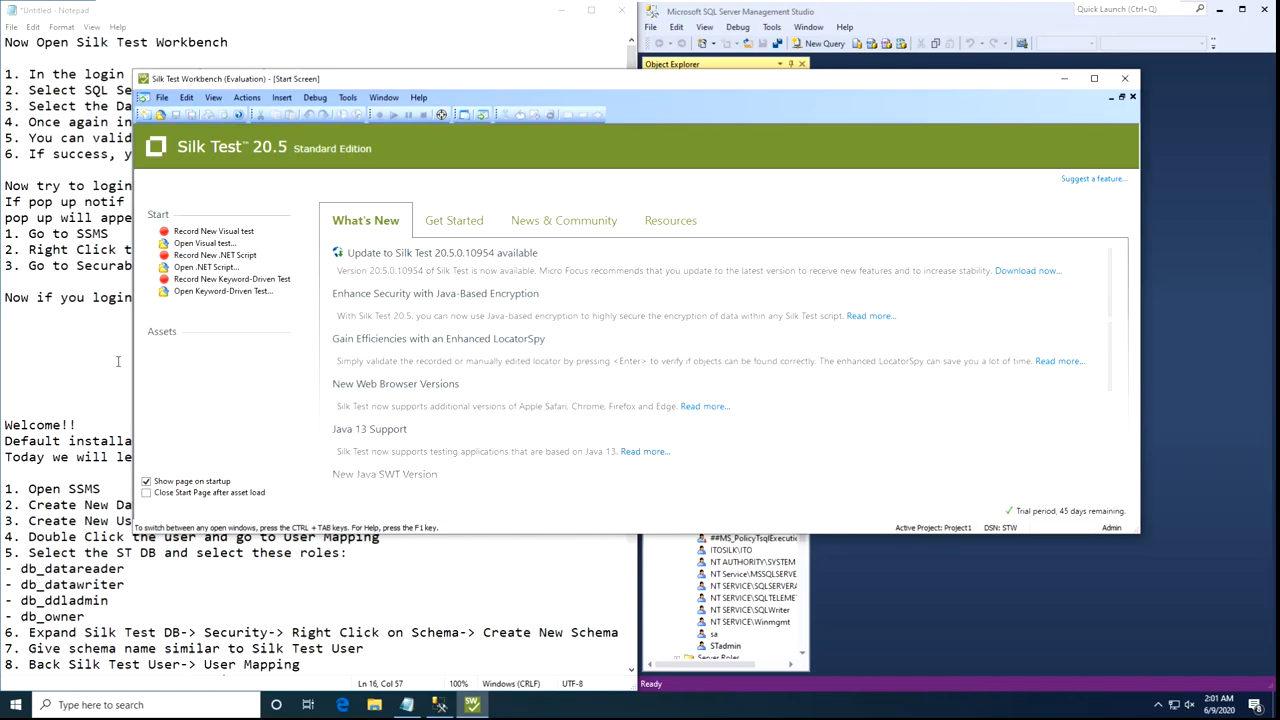 *Untitled - Notepad
File Edit Format View Help
Now Open Silk Test Workbench
1. In the login
2. Select SQL Se
3. Select the Da
4. Once again in
5. You can valid
6. If success, y
Now try to login
If pop up notif
pop up will appe
1. Go to SSMS
2. Right Click t
3. Go to Securab
Now if you login
Welcome!!
Default installa
Today we will le
1. Open SSMS
2. Create New Da
3. Create New Us
4. Double Click the user and go to User Mapping
5. Select the ST DB and select these roles:
- db_datareader
- db_datawriter
- db_ddladmin
- db_owner
6. Expand Silk Test DB-> Security-> Right Click on Schema-> Create New Schema
7. Give schema name similar to Silk Test User
8. Back Silk Test User-> User Mapping
Ln 16, Col 57 100% Windows (CRLF) UTF-8
Microsoft SQL Server Management Studio
Quick Launch (Ctrl+Q)
File Edit View Debug Tools Window Help
New Query
Object Explorer
Silk Test Workbench (Evaluation) - [Start Screen]
File Edit View Actions Insert Debug Tools Window Help
Silk Test™ 20.5 Standard Edition
Suggest a feature...
Start
Record New Visual test
Open Visual test...
Record New .NET Script
Open .NET Script...
Record New Keyword-Driven Test
Open Keyword-Driven Test...
Assets
Show page on startup
Close Start Page after asset load
What's New Get Started News & Community Resources
Update to Silk Test 20.5.0.10954 available
Version 20.5.0.10954 of Silk Test is now available. Micro Focus recommends that you update to the latest version to receive new features and to increase stability. Download now...
Enhance Security with Java-Based Encryption
With Silk Test 20.5, you can now use Java-based encryption to highly secure the encryption of data within any Silk Test script. Read more...
Gain Efficiencies with an Enhanced LocatorSpy
Simply validate the recorded or manually edited locator by pressing <Enter> to verify if objects can be found correctly. The enhanced LocatorSpy can save you a lot of time. Read more...
New Web Browser Versions
Silk Test now supports additional versions of Apple Safari, Chrome, Firefox and Edge. Read more...
Java 13 Support
Silk Test now supports testing applications that are based on Java 13. Read more...
New Java SWT Version
Trial period, 45 days remaining.
To switch between any open windows, press the CTRL + TAB keys. For Help, press the F1 key.
Active Project: Project1 DSN: STW Admin
##MS_PolicyTsqlExecuti
ITOSILK\ITO
NT AUTHORITY\SYSTEM
NT Service\MSSQLSERVE
NT SERVICE\SQLSERVERA
NT SERVICE\SQLTELEME
NT SERVICE\SQLWriter
NT SERVICE\Winmgmt
sa
STadmin
Server Roles
Ready
Type here to search
SW
2:01 AM
6/9/2020
8